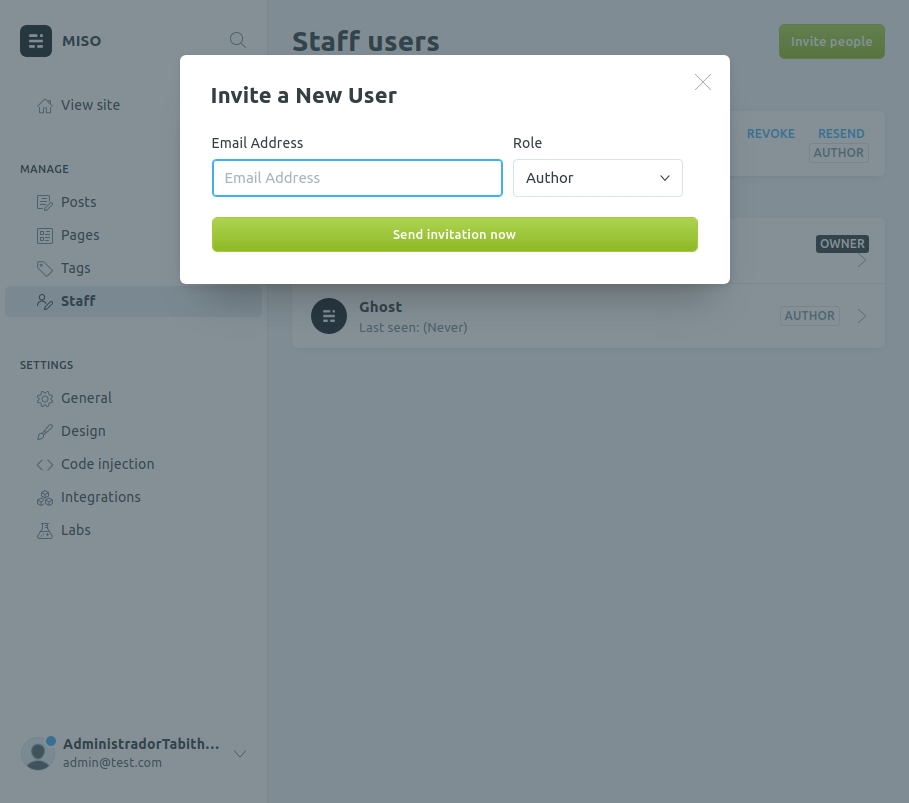 MISO
Staff users
Invite people
Invite a New User
View site
Email Address
Role
REVOKE
RESEND
MANAGE
AUTHOR
Email Address
Author
Posts
Pages
Send invitation now
OWNER
Tags
Staff
Ghost
AUTHOR
Last seen: (Never)
SETTINGS
General
Design
Code injection
Integrations
Labs
AdministradorTabith...
admin@test.com